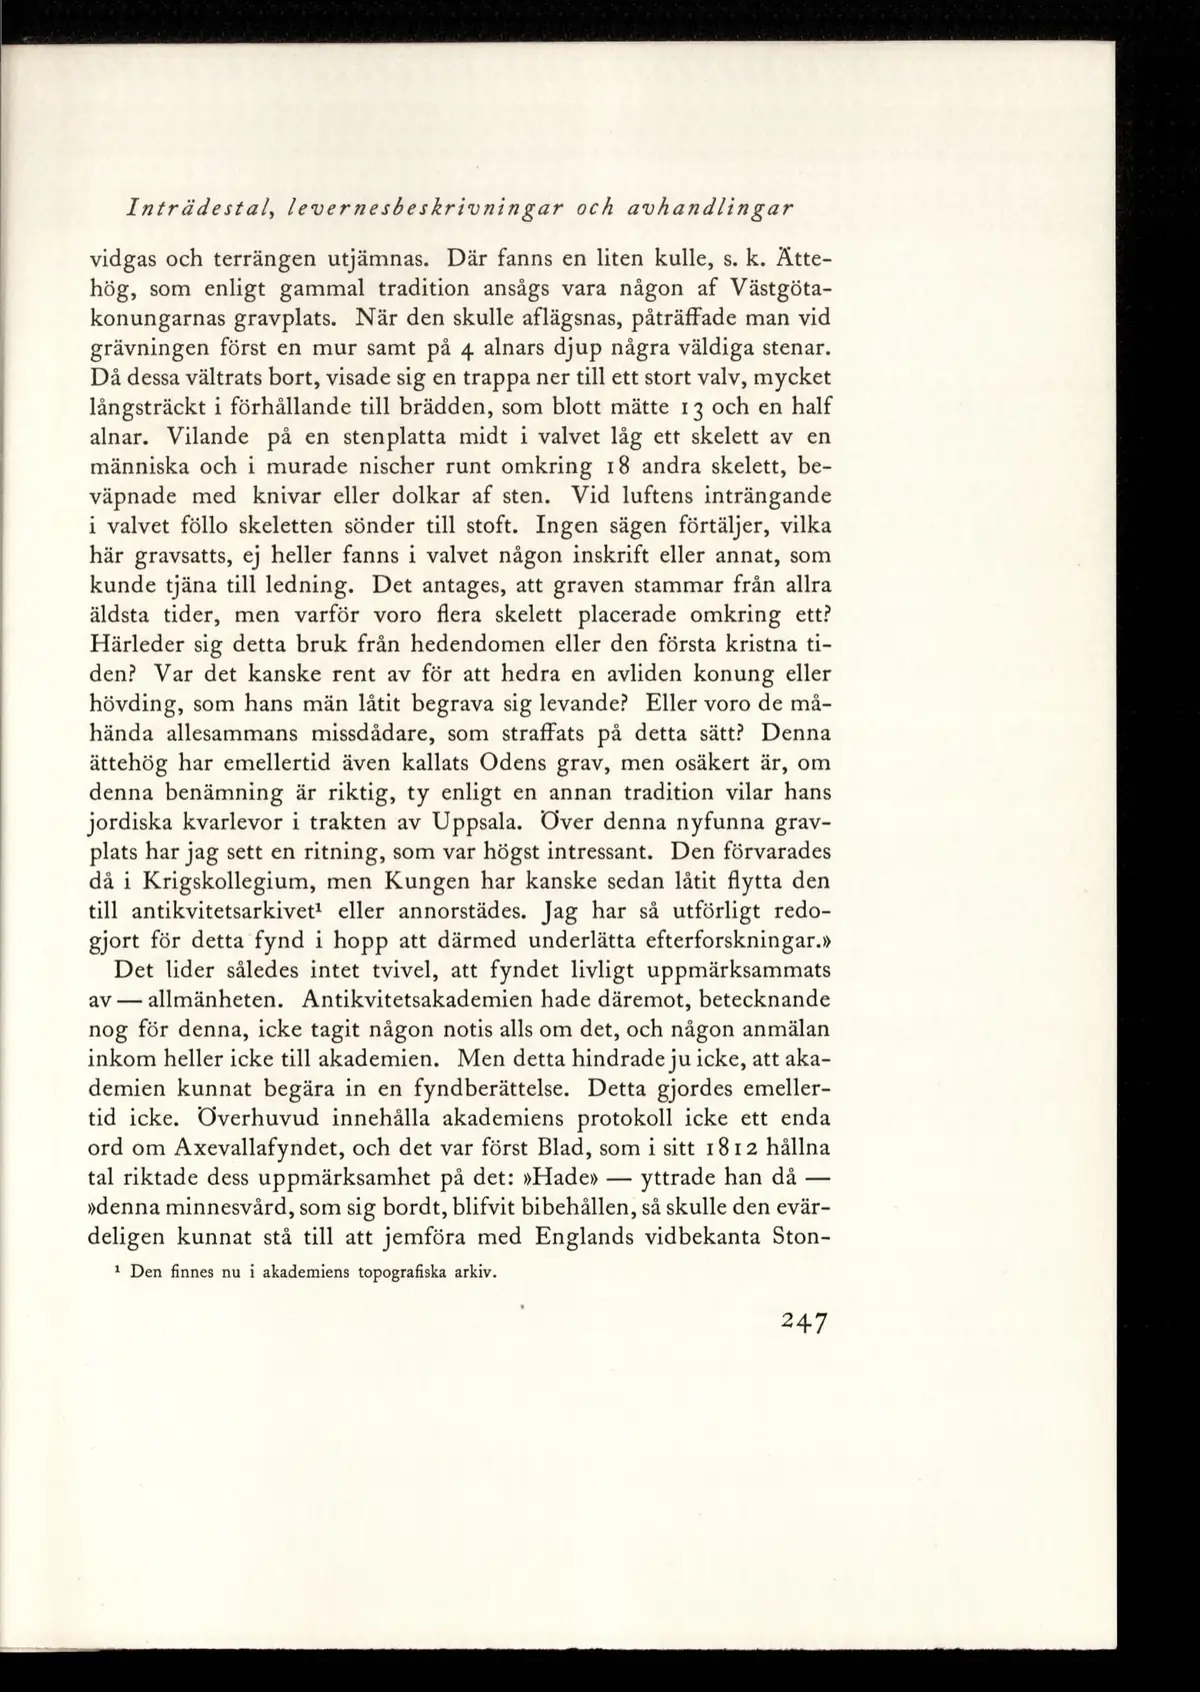 Inträdestal, levernesbeskrivningar och avhandlingar
vidgas och terrängen utjämnas. Där fanns en liten kulle, s. k. Ätte-
hög, som enligt gammal tradition ansågs vara någon af Västgöta-
konungarnas gravplats. När den skulle aflägsnas, påträffade man vid
grävningen först en mur samt på 4 alnars djup några väldiga stenar.
Då dessa vältrats bort, visade sig en trappa ner till ett stort valv, mycket
långsträckt i förhållande till brädden, som blott mätte 13 och en half
alnar. Vilande på en stenplatta midt i valvet låg ett skelett av en
människa och i murade nischer runt omkring 18 andra skelett, be-
väpnade med knivar eller dolkar af sten. Vid luftens inträngande
i valvet föllo skeletten sönder till stoft. Ingen sägen förtäljer, vilka
här gravsatts, ej heller fanns i valvet någon inskrift eller annat, som
kunde tjäna till ledning. Det antages, att graven stammar från allra
äldsta tider, men varför voro flera skelett placerade omkring ett?
Härleder sig detta bruk från hedendomen eller den första kristna ti-
den? Var det kanske rent av för att hedra en avliden konung eller
hövding, som hans män låtit begrava sig levande? Eller voro de må-
hända allesammans missdådare, som straffats på detta sätt? Denna
ättehög har emellertid även kallats Odens grav, men osäkert är, om
denna benämning är riktig, ty enligt en annan tradition vilar hans
jordiska kvarlevor i trakten av Uppsala. Över denna nyfunna grav-
plats har jag sett en ritning, som var högst intressant. Den förvarades
då i Krigskollegium, men Kungen har kanske sedan låtit flytta den
till antikvitetsarkivet¹ eller annorstädes. Jag har så utförligt redo-
gjort för detta fynd i hopp att därmed underlätta efterforskningar.»
Det lider således intet tvivel, att fyndet livligt uppmärksammats
av — allmänheten. Antikvitetsakademien hade däremot, betecknande
nog för denna, icke tagit någon notis alls om det, och någon anmälan
inkom heller icke till akademien. Men detta hindrade ju icke, att aka-
demien kunnat begära in en fyndberättelse. Detta gjordes emeller-
tid icke. Överhuvud innehålla akademiens protokoll icke ett enda
ord om Axevallafyndet, och det var först Blad, som i sitt 1812 hållna
tal riktade dess uppmärksamhet på det: »Hade» — yttrade han då —
»denna minnesvård, som sig bordt, blifvit bibehållen, så skulle den evär-
deligen kunnat stå till att jemföra med Englands vidbekanta Ston-
¹ Den finnes nu i akademiens topografiska arkiv.
247